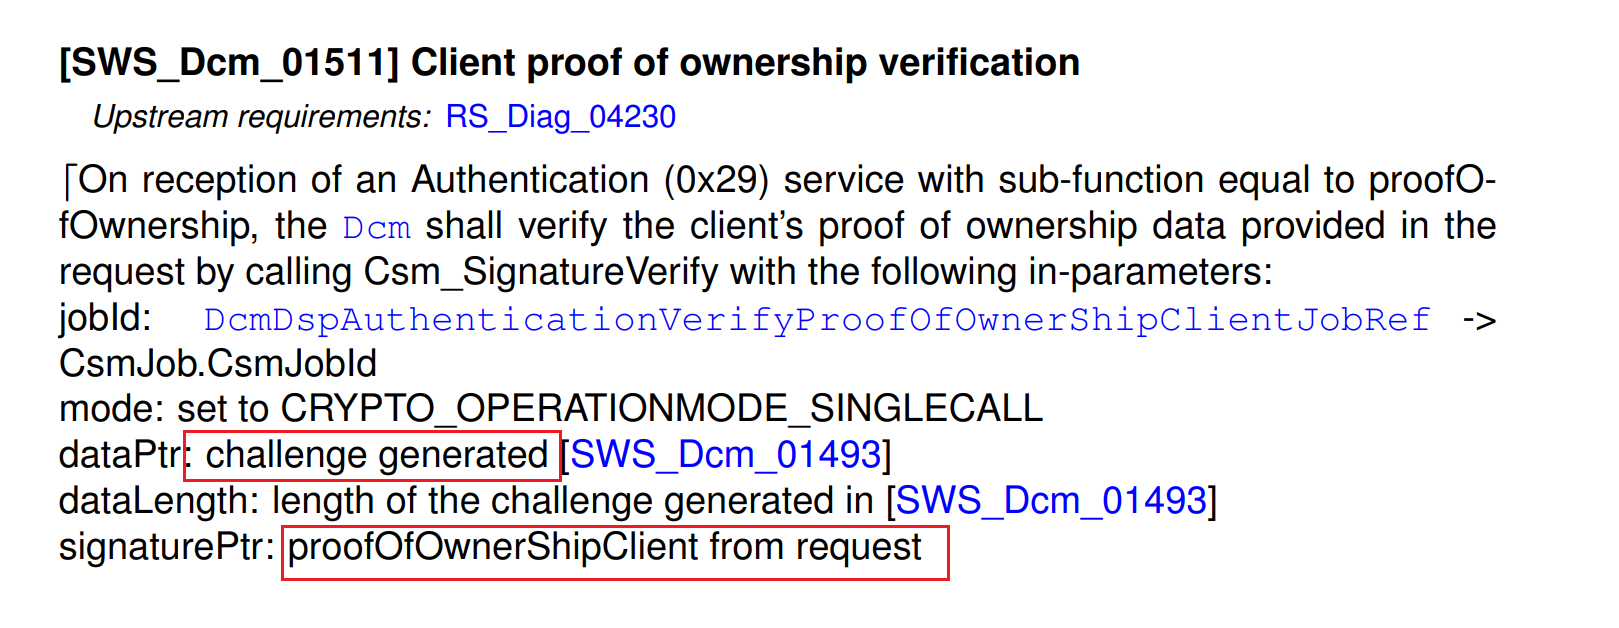 [SWS_Dcm_01511] Client proof of ownership verification
Upstream requirements: RS_Diag_04230
⌈On reception of an Authentication (0x29) service with sub-function equal to proofO-
fOwnership, the Dcm shall verify the client’s proof of ownership data provided in the
request by calling Csm_SignatureVerify with the following in-parameters:
jobId: DcmDspAuthenticationVerifyProofOfOwnerShipClientJobRef ->
CsmJob.CsmJobId
mode: set to CRYPTO_OPERATIONMODE_SINGLECALL
dataPtr: challenge generated [SWS_Dcm_01493]
dataLength: length of the challenge generated in [SWS_Dcm_01493]
signaturePtr: proofOfOwnerShipClient from request